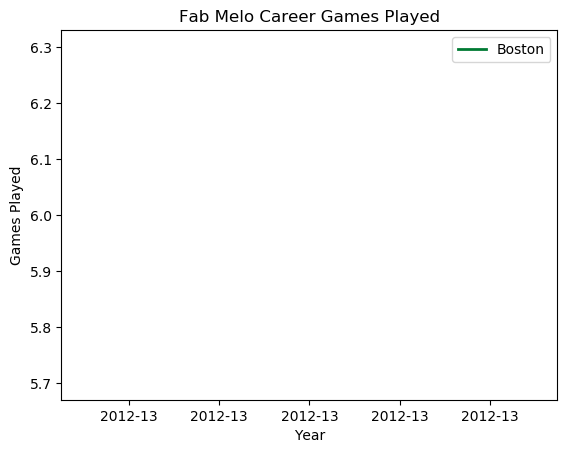 Fab Melo Career Games Played
Boston
6.3
6.2
6.1
6.0
5.9
5.8
5.7
Games Played
2012-13 2012-13 2012-13 2012-13 2012-13
Year